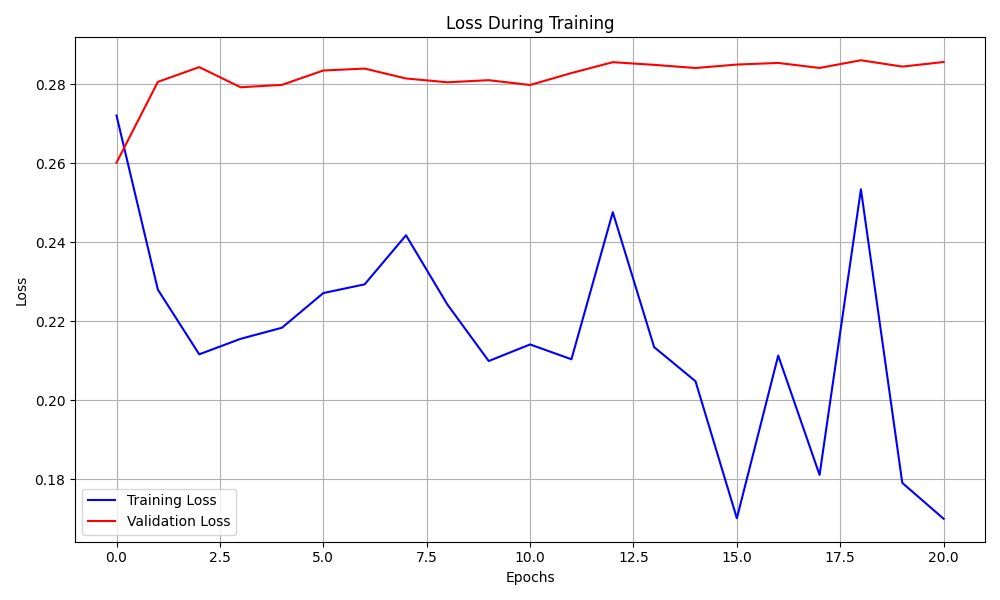 Loss During Training
Loss
0.28
0.26
0.24
0.22
0.20
0.18
Training Loss
Validation Loss
0.0 2.5 5.0 7.5 10.0 12.5 15.0 17.5 20.0
Epochs